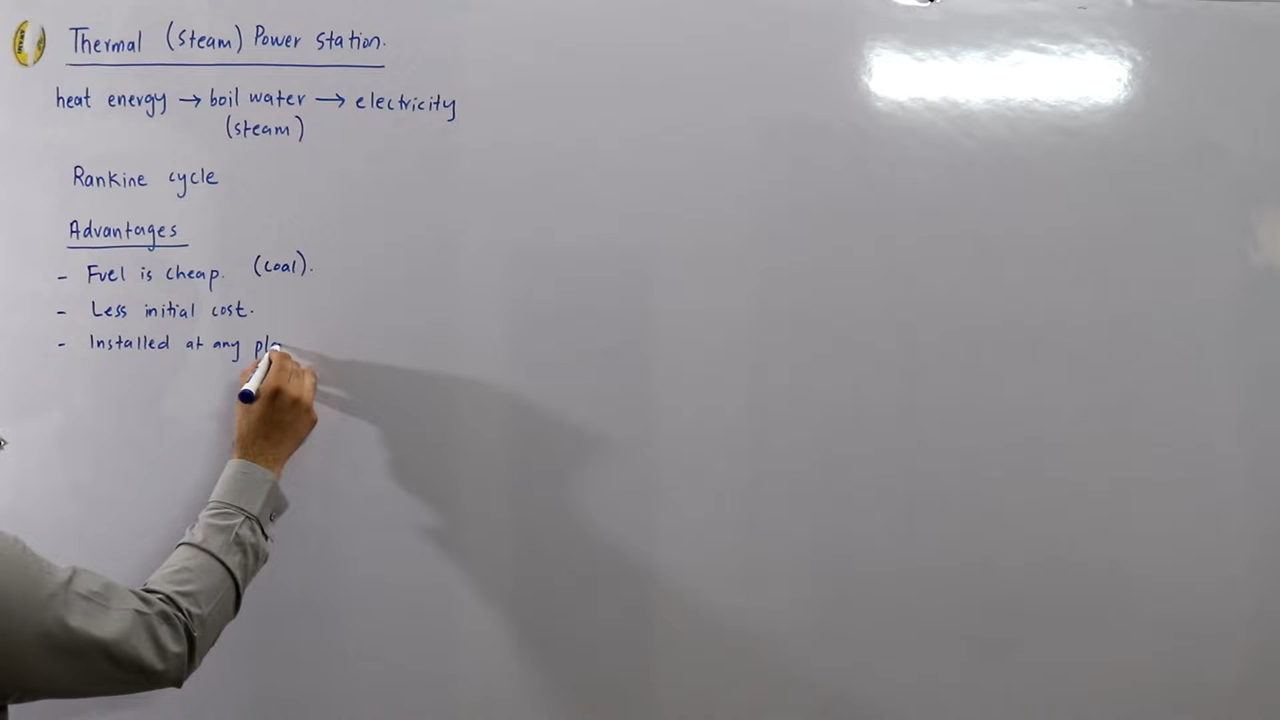 Thermal (Steam) Power Station.
heat energy → boil water → electricity
(steam)
Rankine cycle
Advantages
- Fuel is cheap. (coal).
- Less initial cost.
- Installed at any pla